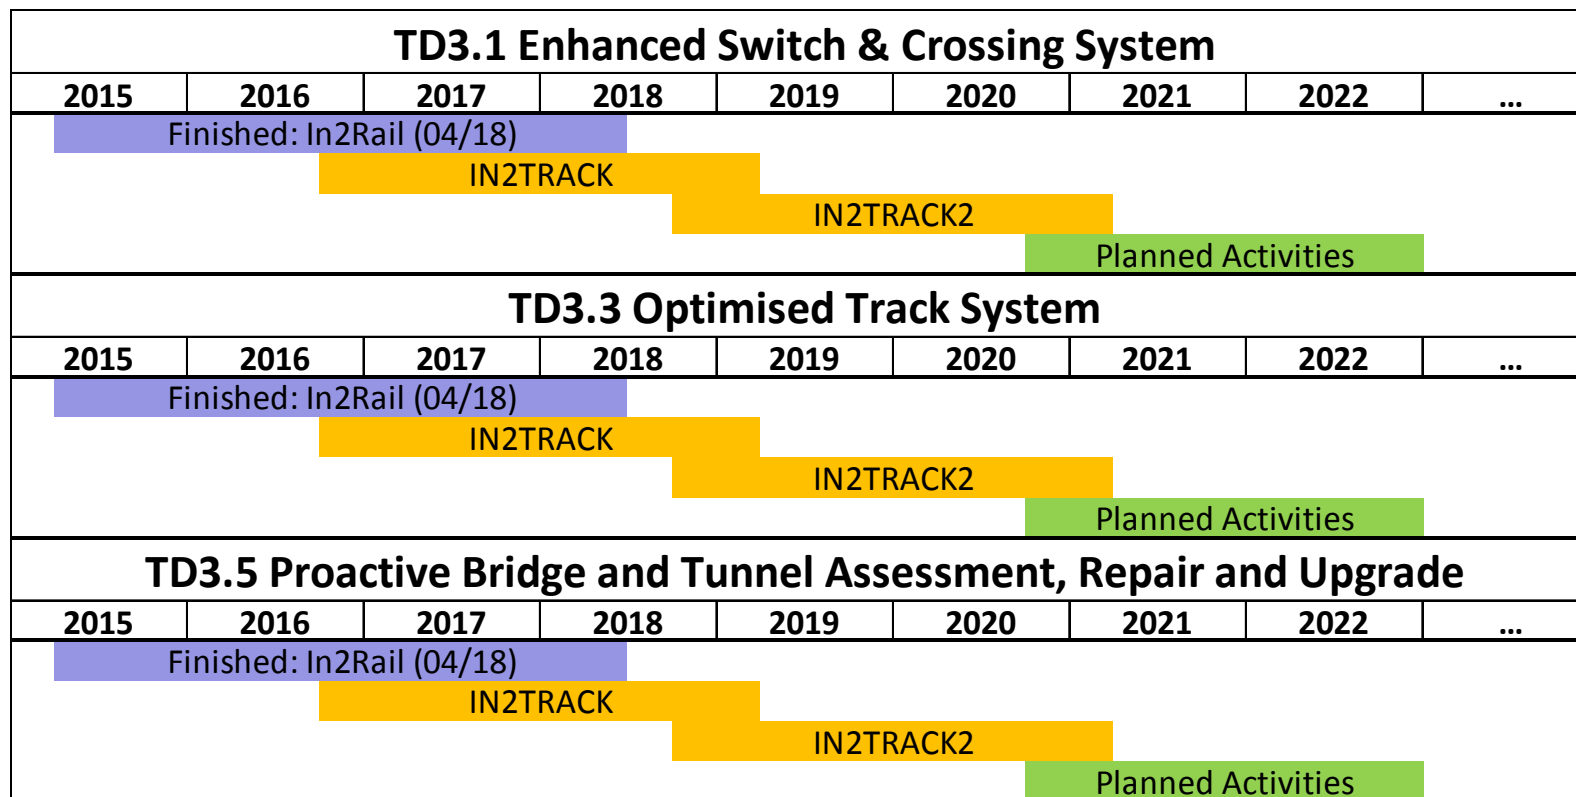 TD3.1 Enhanced Switch & Crossing System
2015 2016 2017 2018 2019 2020 2021 2022 ...
Finished: In2Rail (04/18)
IN2TRACK
IN2TRACK2
Planned Activities
TD3.3 Optimised Track System
2015 2016 2017 2018 2019 2020 2021 2022 ...
Finished: In2Rail (04/18)
IN2TRACK
IN2TRACK2
Planned Activities
TD3.5 Proactive Bridge and Tunnel Assessment, Repair and Upgrade
2015 2016 2017 2018 2019 2020 2021 2022 ...
Finished: In2Rail (04/18)
IN2TRACK
IN2TRACK2
Planned Activities